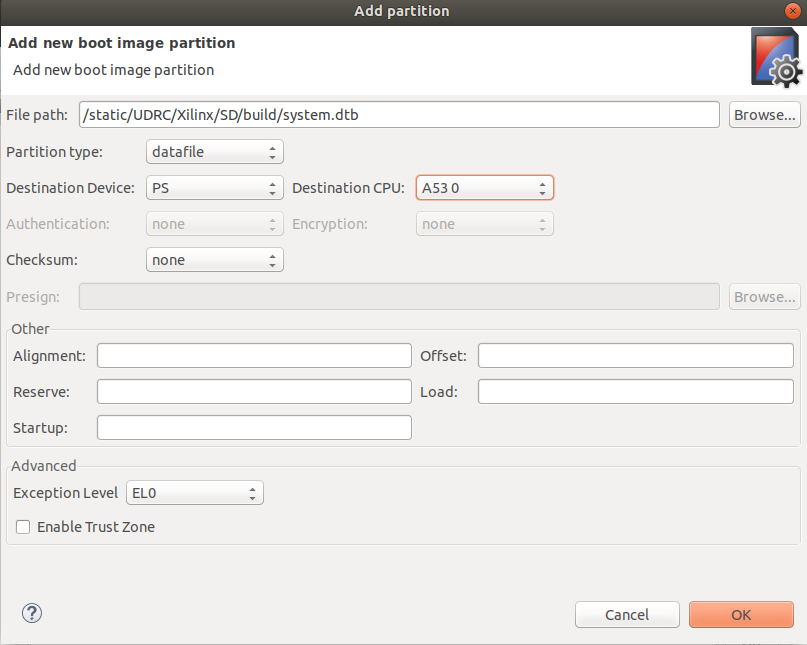 Add partition
Add new boot image partition
Add new boot image partition
File path: /static/UDRC/Xilinx/SD/build/system.dtb Browse...
Partition type: datafile
Destination Device: PS Destination CPU: A53 0
Authentication: none Encryption: none
Checksum: none
Presign: Browse...
Other
Alignment: Offset:
Reserve: Load:
Startup:
Advanced
Exception Level EL0
Enable Trust Zone
? Cancel OK